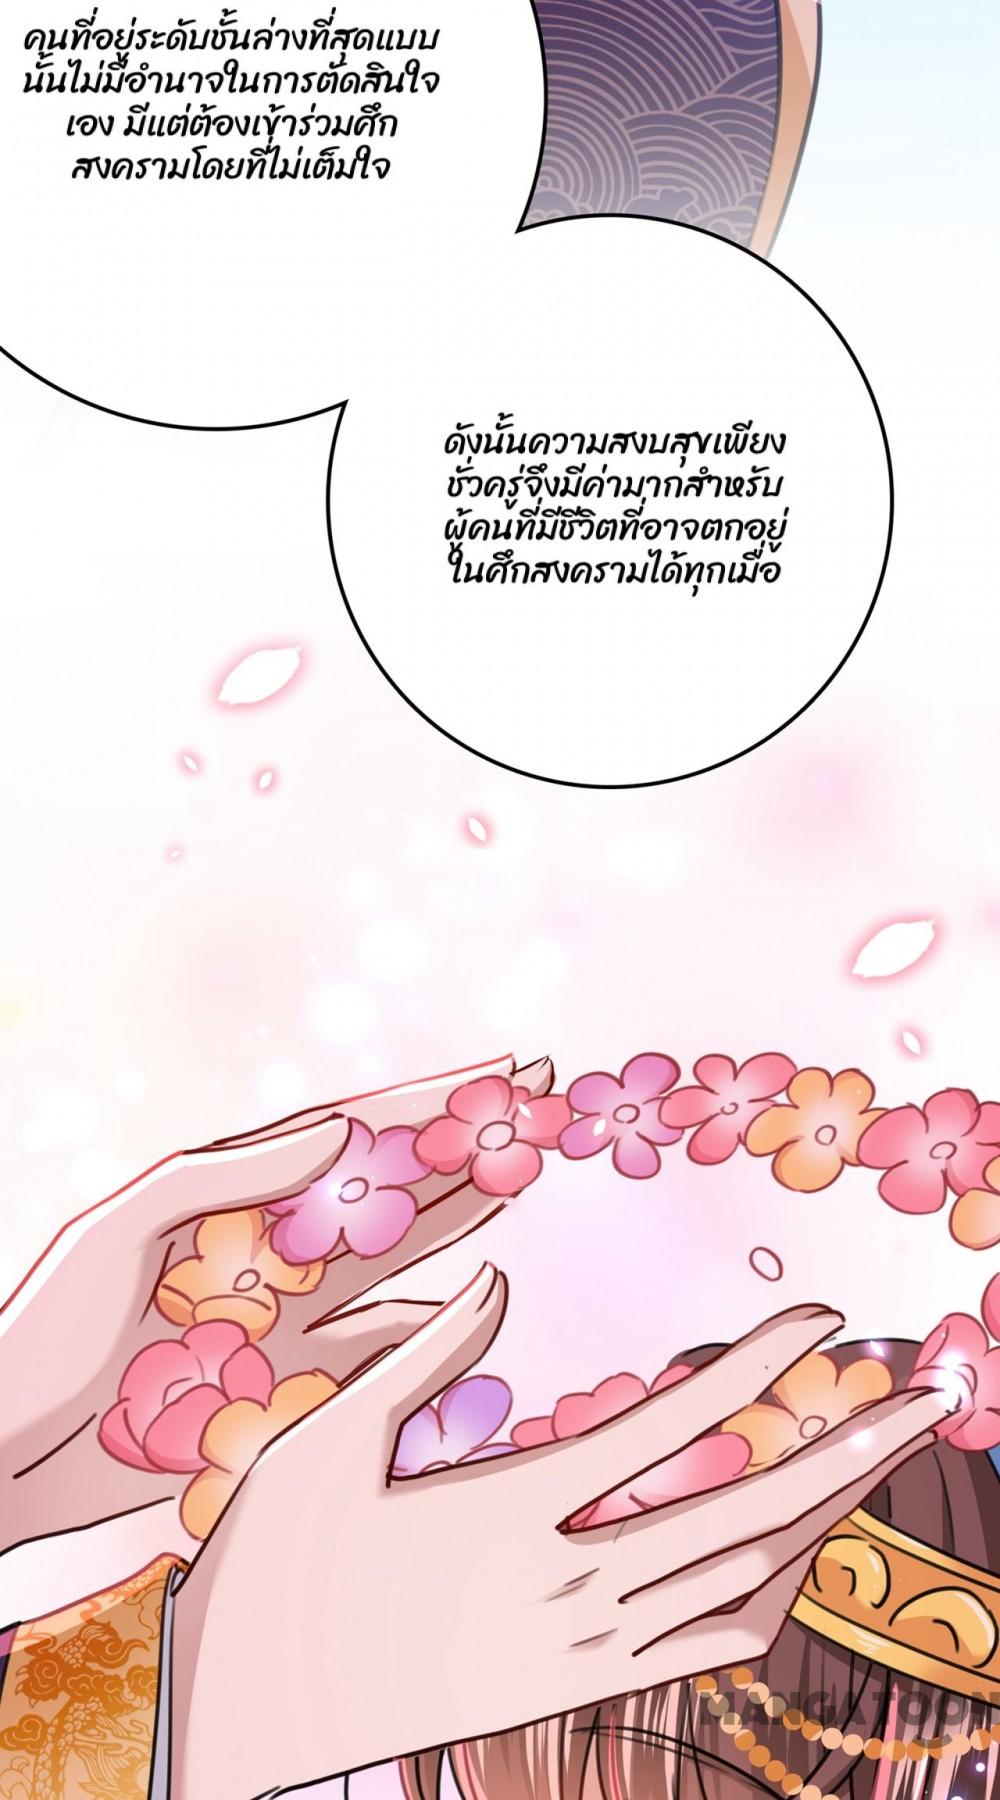 คนที่อยู่ระดับชั้นล่างที่สุดแบบ
นั้นไม่มีอำนาจในการตัดสินใจ
เอง มีแต่ต้องเข้าร่วมศึก
สงครามโดยที่ไม่เต็มใจ
ดังนั้นความสงบสุขเพียง
ชั่วครู่จึงมีค่ามากสำหรับ
ผู้คนที่มีชีวิตที่อาจตกอยู่
ในศึกสงครามได้ทุกเมื่อ
MANGATOON